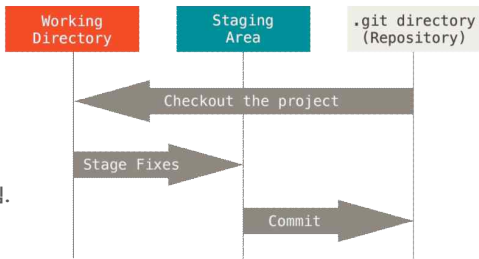 Working
Directory
Staging
Area
.git directory
(Repository)
Checkout the project
Stage Fixes
Commit